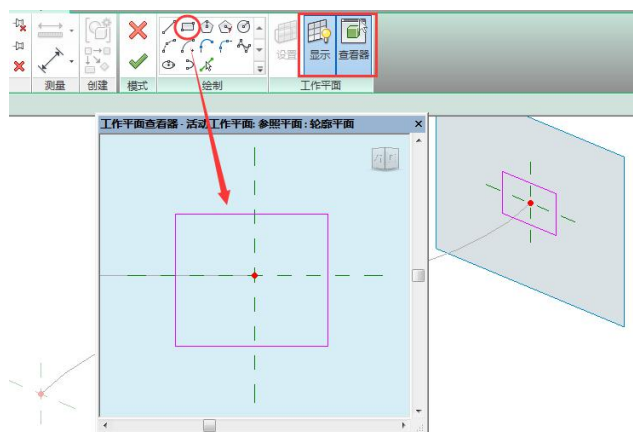 设置 显示 查看器
测量 创建 模式 绘制 工作平面
工作平面查看器 - 活动工作平面: 参照平面 : 轮廓平面